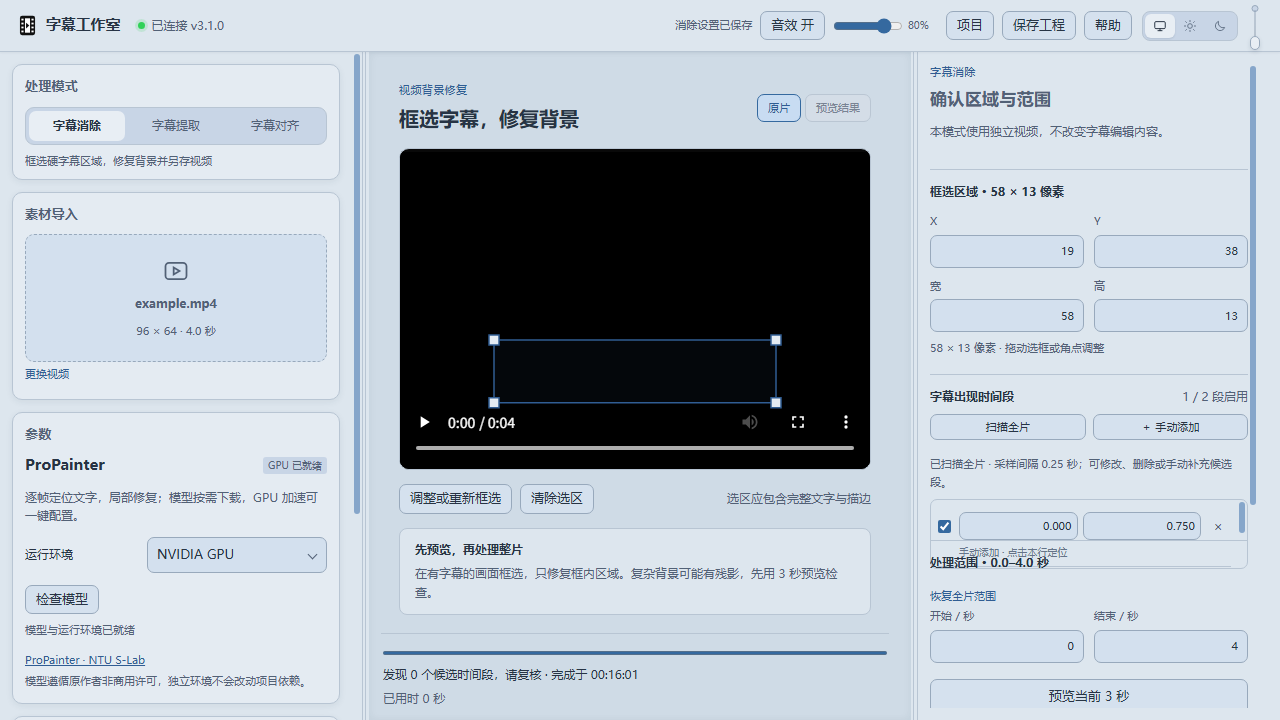 字幕工作室
已连接 v3.1.0
消除设置已保存
音效 开
80%
项目
保存工程
帮助
处理模式
字幕消除
字幕提取
字幕对齐
框选硬字幕区域，修复背景并另存视频
素材导入
example.mp4
96 × 64 · 4.0 秒
更换视频
参数
ProPainter
GPU 已就绪
逐帧定位文字，局部修复；模型按需下载，GPU 加速可
一键配置。
运行环境
NVIDIA GPU
检查模型
模型与运行环境已就绪
ProPainter · NTU S-Lab
模型遵循原作者非商用许可，独立环境不会改动项目依赖。
视频背景修复
框选字幕，修复背景
原片
预览结果
0:00 / 0:04
调整或重新框选
清除选区
选区应包含完整文字与描边
先预览，再处理整片
在有字幕的画面框选，只修复框内区域。复杂背景可能有残影，先用 3 秒预览检
查。
发现 0 个候选时间段，请复核 · 完成于 00:16:01
已用时 0 秒
字幕消除
确认区域与范围
本模式使用独立视频，不改变字幕编辑内容。
框选区域 • 58 × 13 像素
X
Y
19
38
宽
高
58
13
58 × 13 像素 · 拖动选框或角点调整
字幕出现时间段
1 / 2 段启用
扫描全片
+ 手动添加
已扫描全片 · 采样间隔 0.25 秒；可修改、删除或手动补充候选
段。
0.000
0.750
×
手动添加 · 点击本行定位
处理范围 • 0.0–4.0 秒
恢复全片范围
开始 / 秒
结束 / 秒
0
4
预览当前 3 秒